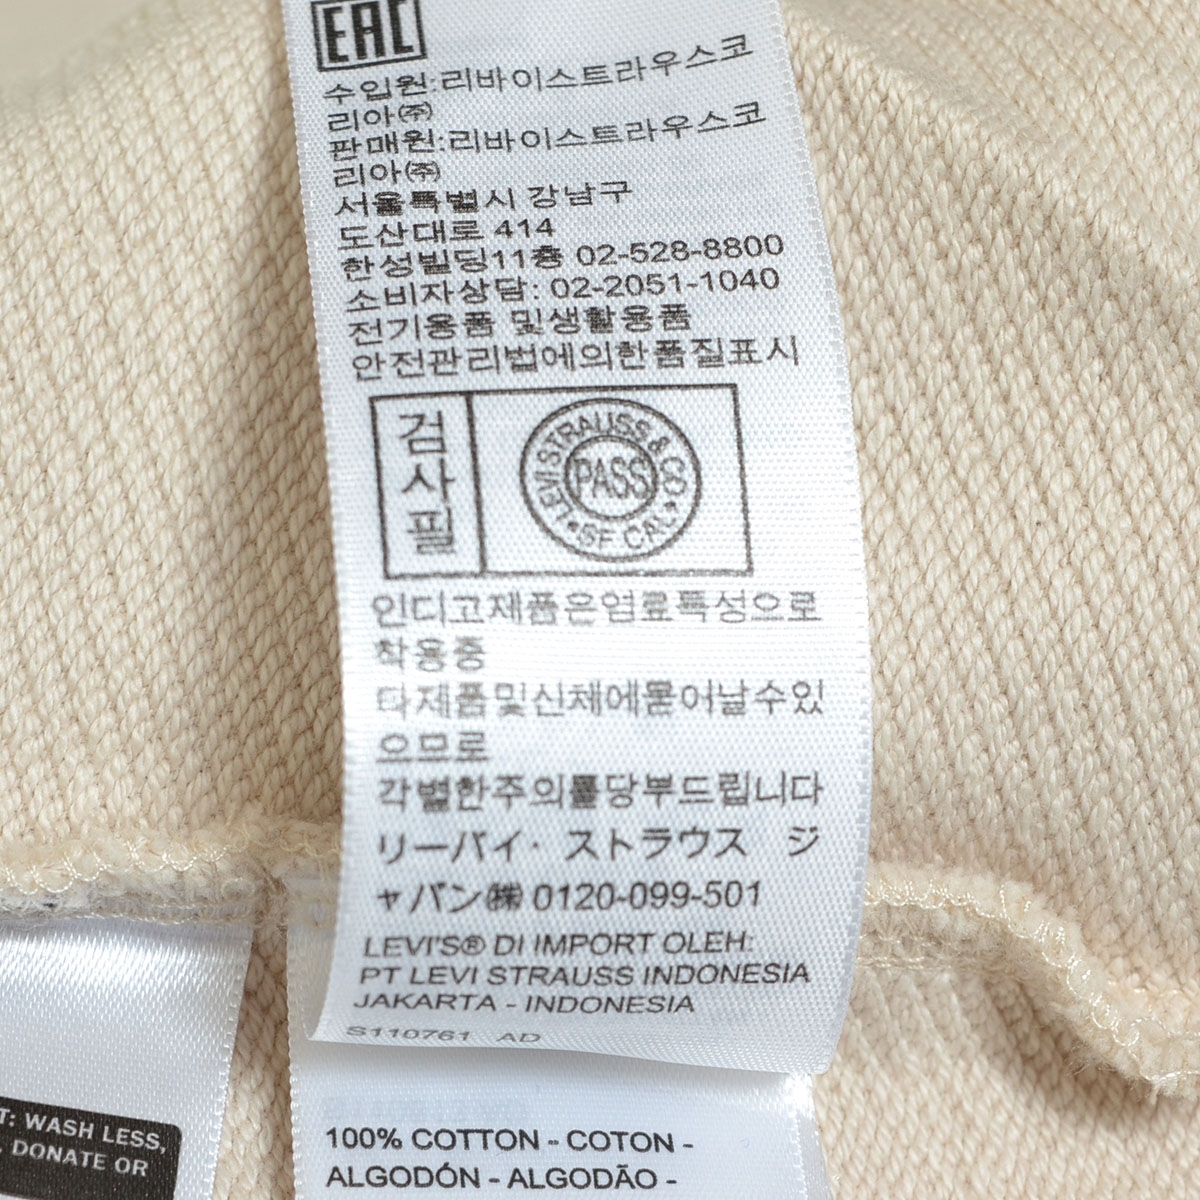 EAC
수입원:리바이스트라우스코
리아㈜
판매원:리바이스트라우스코
리아㈜
서울특별시 강남구
도산대로 414
한성빌딩11층 02-528-8800
소비자상담: 02-2051-1040
전기용품 및생활용품
안전관리법에의한품질표시
검사필
LEVI STRAUSS & CO
PASS
SF CAL
인디고제품은염료특성으로
착용중
타제품및신체에묻어날수있
으므로
각별한주의를당부드립니다
リーバイ・ストラウス ジ
ャパン㈱ 0120-099-501
LEVI'S® DI IMPORT OLEH:
PT LEVI STRAUSS INDONESIA
JAKARTA - INDONESIA
S110761 AD
T: WASH LESS,
, DONATE OR
100% COTTON - COTON -
ALGODÓN - ALGODÃO -